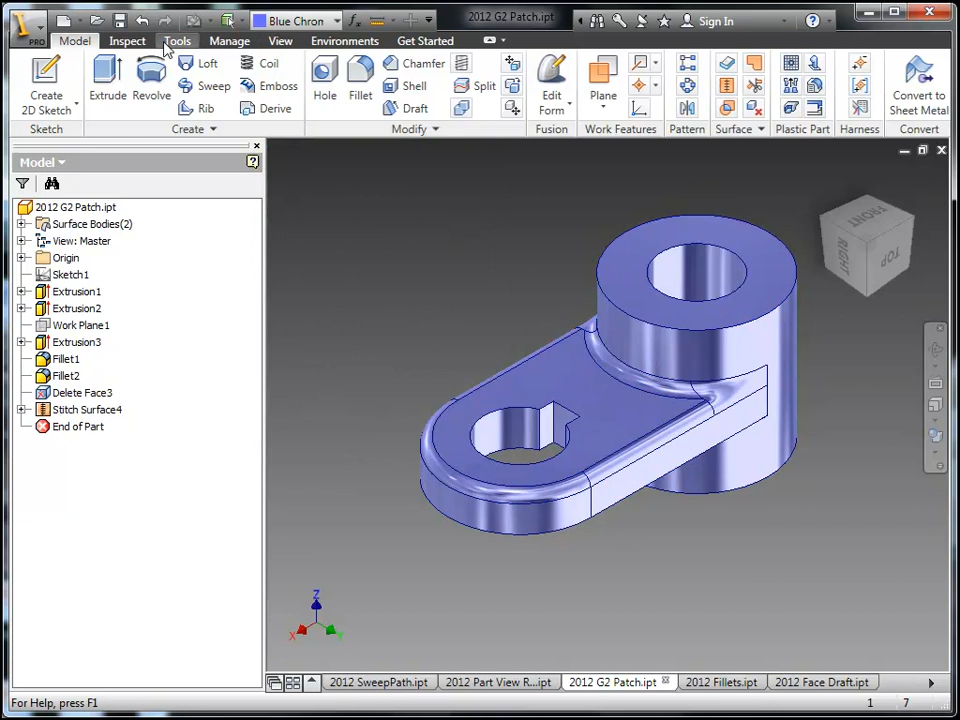 Blue Chron
2012 G2 Patch.ipt
Sign In
PRO
Model
Inspect
Tools
Manage
View
Environments
Get Started
Create
2D Sketch
Extrude
Revolve
Loft
Sweep
Rib
Coil
Emboss
Derive
Hole
Fillet
Chamfer
Shell
Draft
Split
Edit
Form
Plane
Convert to
Sheet Metal
Sketch
Create
Modify
Fusion
Work Features
Pattern
Surface
Plastic Part
Harness
Convert
Model
2012 G2 Patch.ipt
Surface Bodies(2)
View: Master
Origin
Sketch1
Extrusion1
Extrusion2
Work Plane1
Extrusion3
Fillet1
Fillet2
Delete Face3
Stitch Surface4
End of Part
FRONT
RIGHT
TOP
Z
X
Y
2012 SweepPath.ipt
2012 Part View R...ipt
2012 G2 Patch.ipt
2012 Fillets.ipt
2012 Face Draft.ipt
For Help, press F1
1
7